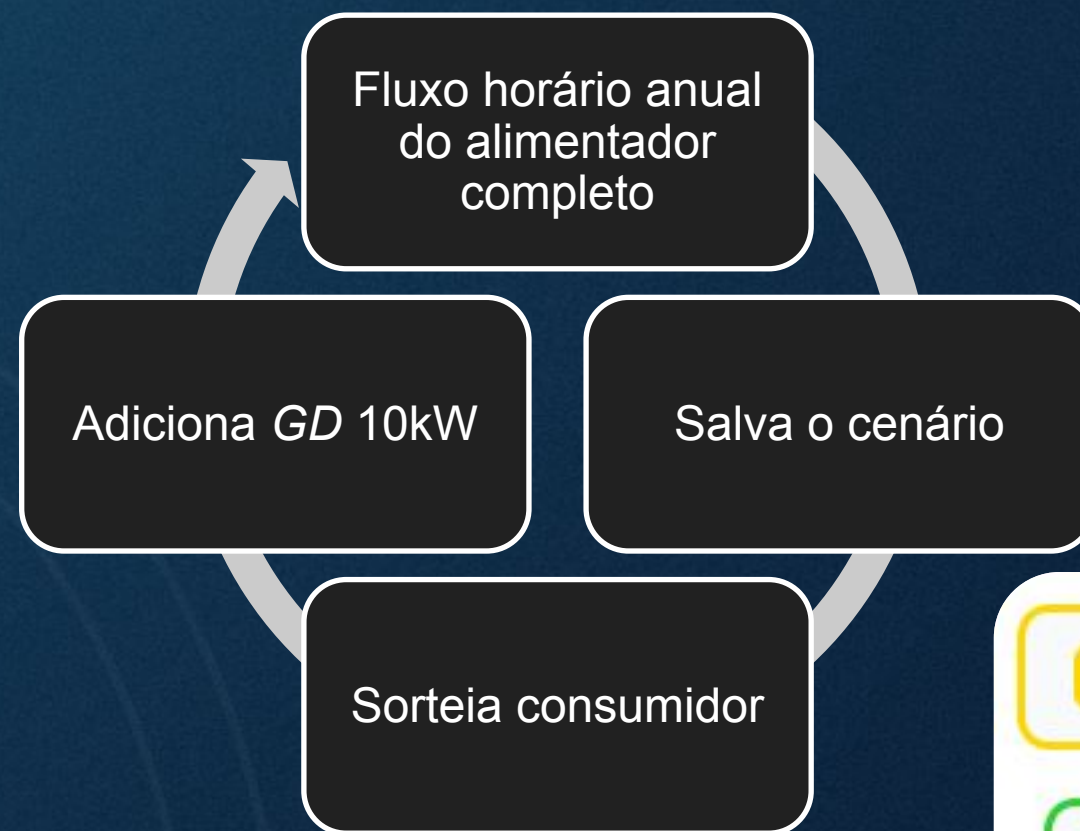 Fluxo horário anual
do alimentador
completo
Adiciona GD 10kW
Salva o cenário
Sorteia consumidor